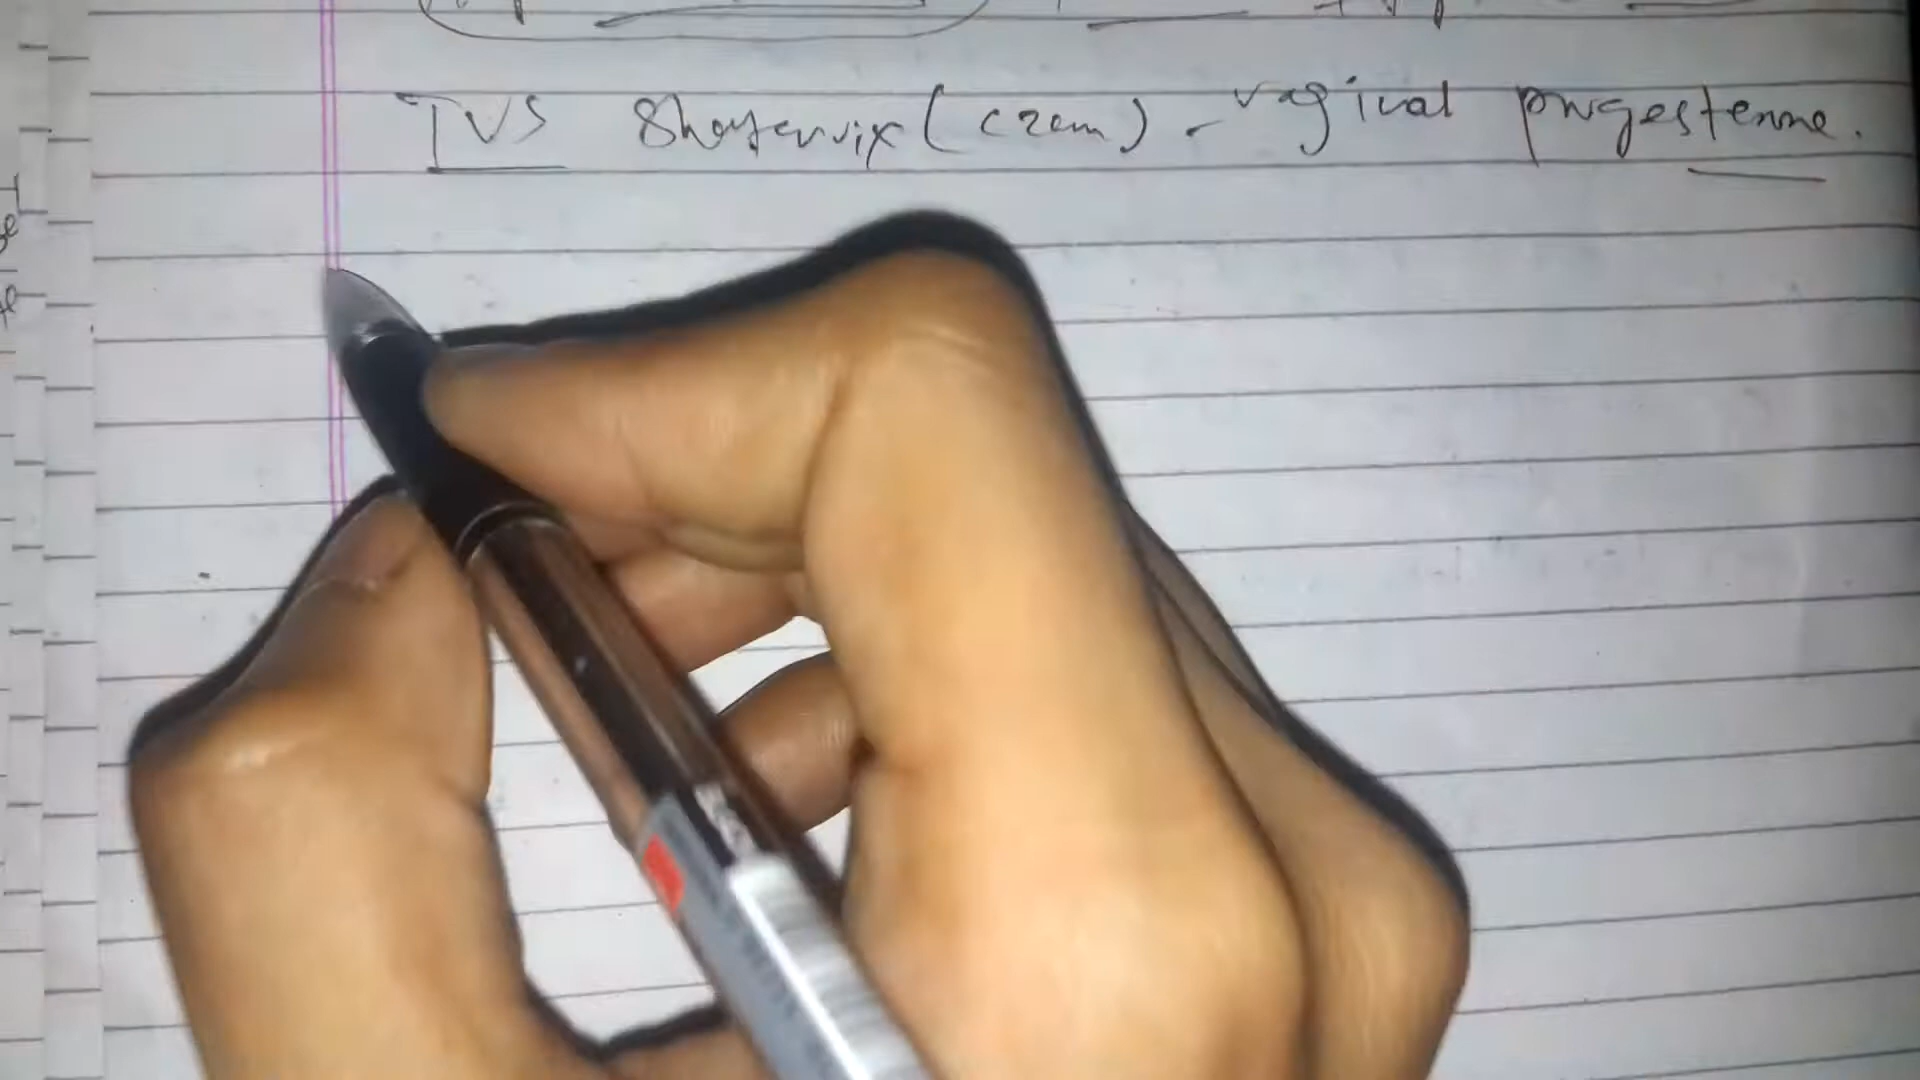 TVS Shortcervix (<2cm) - vaginal progesterone.